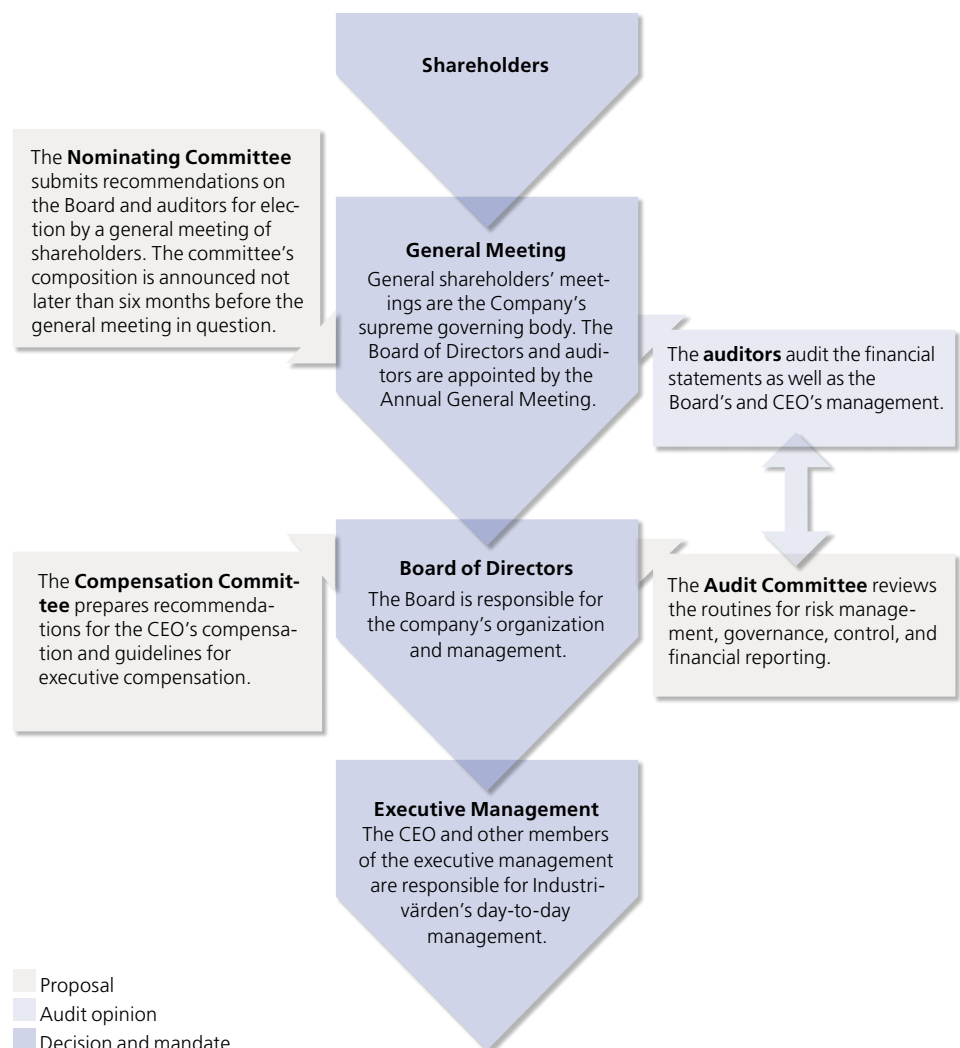 Shareholders
The Nominating Committee
submits recommendations on
the Board and auditors for elec-
tion by a general meeting of
shareholders. The committee's
composition is announced not
later than six months before the
general meeting in question.
General Meeting
General shareholders' meet-
ings are the Company's
supreme governing body. The
Board of Directors and audi-
tors are appointed by the
Annual General Meeting.
The auditors audit the financial
statements as well as the
Board's and CEO's management.
The Compensation Commit-
tee prepares recommenda-
tions for the CEO's compensa-
tion and guidelines for
executive compensation.
Board of Directors
The Board is responsible for
the company's organization
and management.
The Audit Committee reviews
the routines for risk manage-
ment, governance, control, and
financial reporting.
Executive Management
The CEO and other members
of the executive management
are responsible for Industri-
värden's day-to-day
management.
Proposal
Audit opinion
Decision and mandate